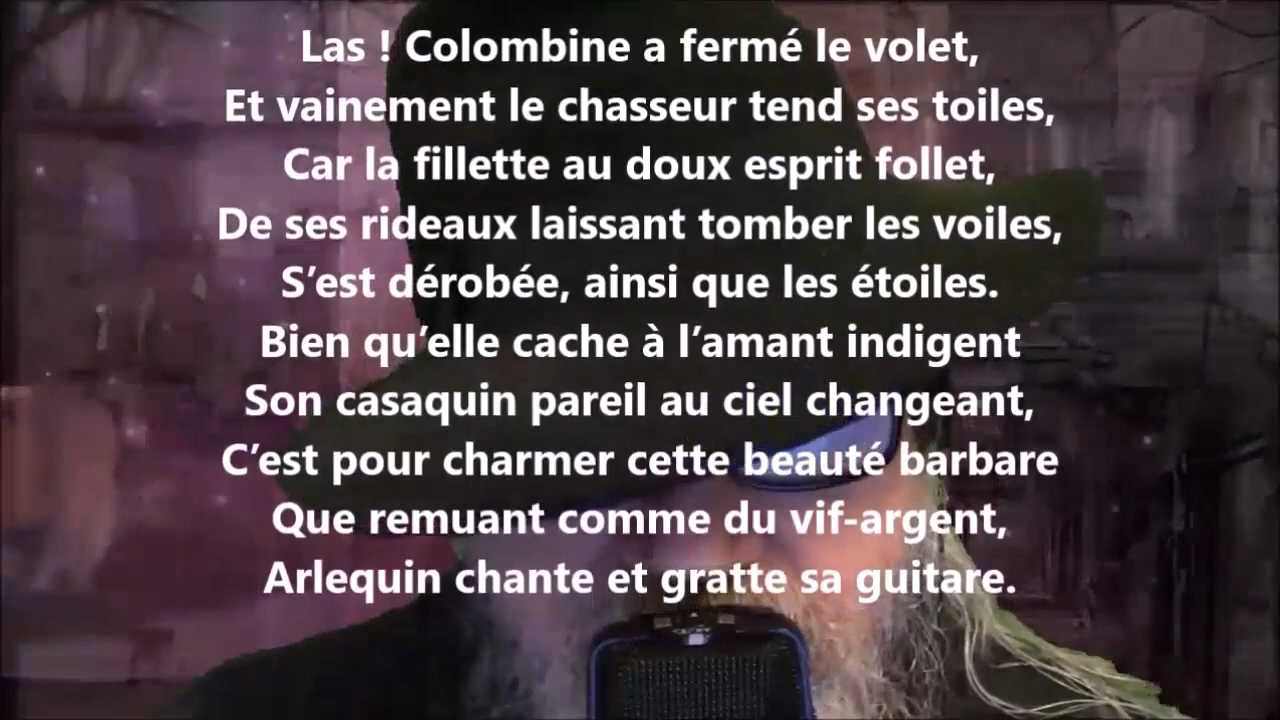 Las ! Colombine a fermé le volet,
Et vainement le chasseur tend ses toiles,
Car la fillette au doux esprit follet,
De ses rideaux laissant tomber les voiles,
S’est dérobée, ainsi que les étoiles.
Bien qu’elle cache à l’amant indigent
Son casaquin pareil au ciel changeant,
C’est pour charmer cette beauté barbare
Que remuant comme du vif-argent,
Arlequin chante et gratte sa guitare.